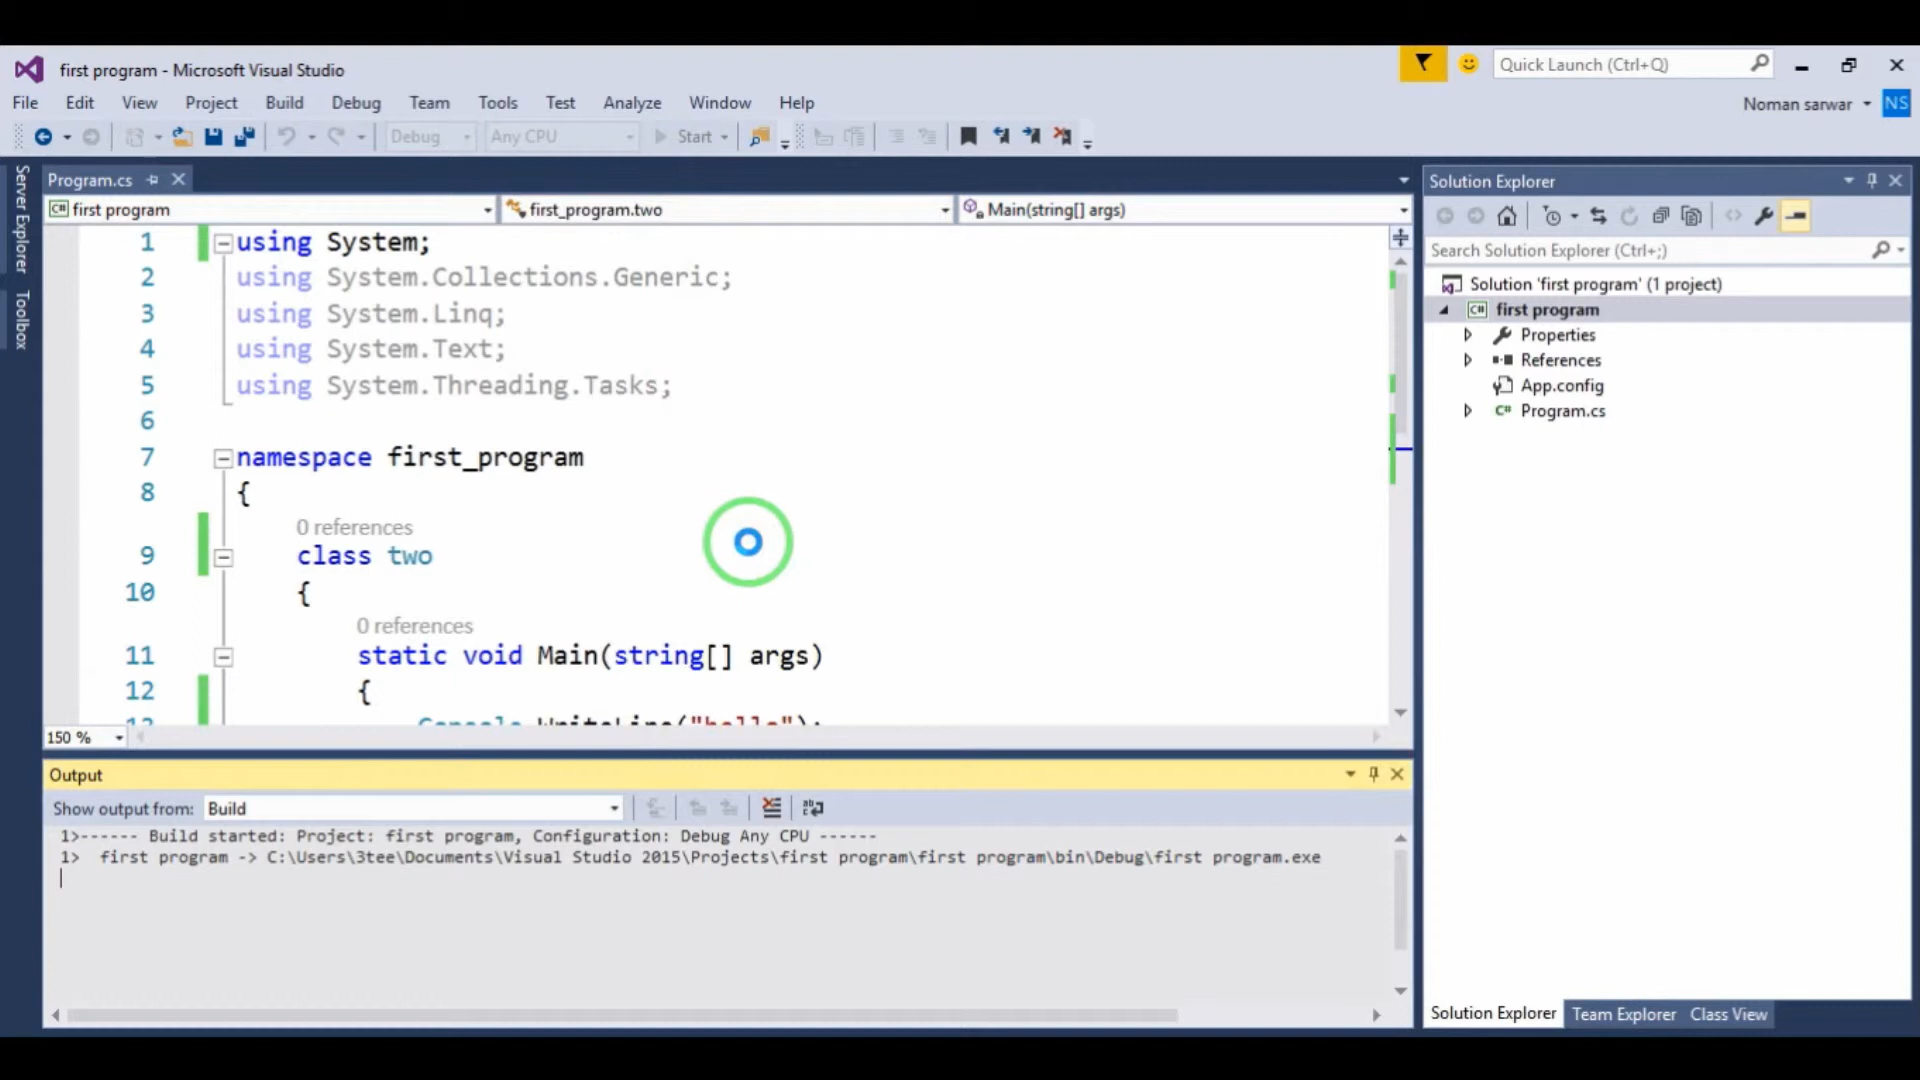 first program - Microsoft Visual Studio
Quick Launch (Ctrl+Q)
File Edit View Project Build Debug Team Tools Test Analyze Window Help
Noman sarwar NS
Debug Any CPU Start
Server Explorer
Toolbox
Program.cs
first program first_program.two Main(string[] args)
1 using System;
2 using System.Collections.Generic;
3 using System.Linq;
4 using System.Text;
5 using System.Threading.Tasks;
6
7 namespace first_program
8 {
0 references
9 class two
10 {
0 references
11 static void Main(string[] args)
12 {
13 Console.WriteLine("hello");
150 %
Output
Show output from: Build
1>------ Build started: Project: first program, Configuration: Debug Any CPU ------
1> first program -> C:\Users\3tee\Documents\Visual Studio 2015\Projects\first program\first program\bin\Debug\first program.exe
Solution Explorer
Search Solution Explorer (Ctrl+;)
Solution 'first program' (1 project)
C# first program
Properties
References
App.config
C# Program.cs
Solution Explorer Team Explorer Class View